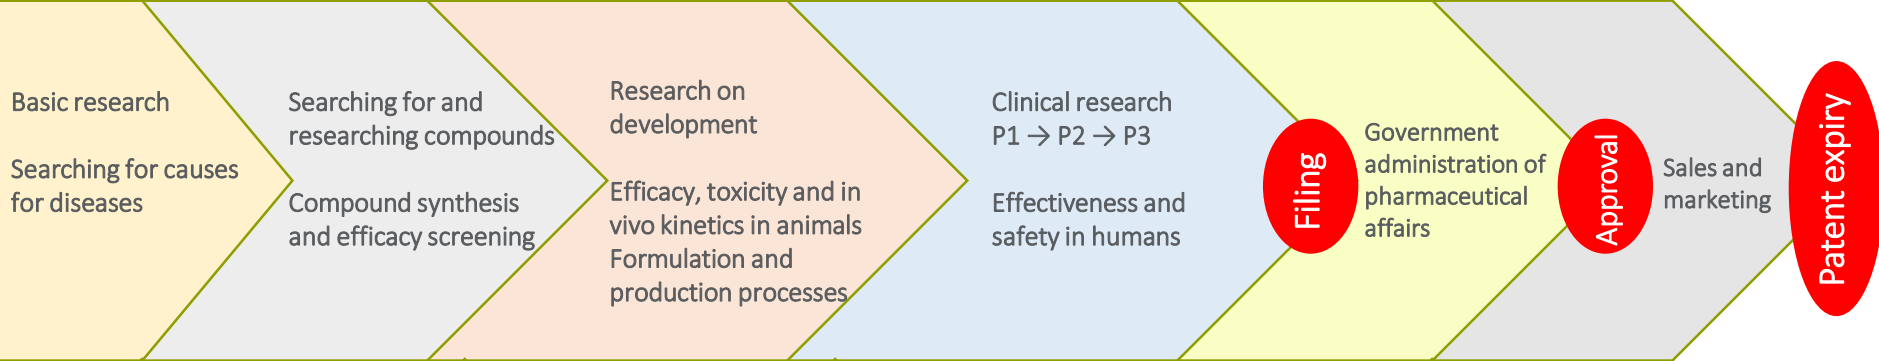 Basic research
Searching for causes
for diseases
Searching for and
researching compounds
Compound synthesis
and efficacy screening
Research on
development
Efficacy, toxicity and in
vivo kinetics in animals
Formulation and
production processes
Clinical research
P1 → P2 → P3
Effectiveness and
safety in humans
Filing
Government
administration of
pharmaceutical
affairs
Approval
Sales and
marketing
Patent expiry